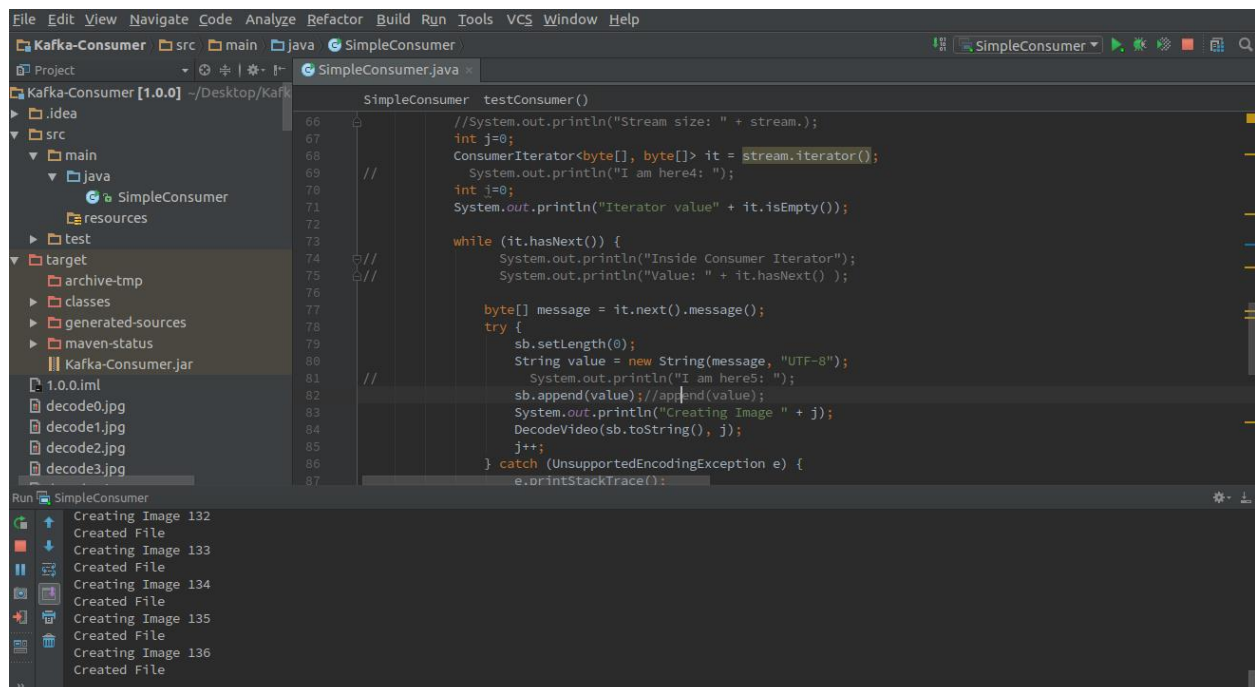 File Edit View Navigate Code Analyze Refactor Build Run Tools VCS Window Help
Kafka-Consumer src main java SimpleConsumer
SimpleConsumer
Project
SimpleConsumer.java
Kafka-Consumer [1.0.0] ~/Desktop/Kafk
.idea
src
main
java
SimpleConsumer
resources
test
target
archive-tmp
classes
generated-sources
maven-status
Kafka-Consumer.jar
1.0.0.iml
decode0.jpg
decode1.jpg
decode2.jpg
decode3.jpg
SimpleConsumer testConsumer()
66 //System.out.println("Stream size: " + stream.);
67 int j=0;
68 ConsumerIterator<byte[], byte[]> it = stream.iterator();
69 // System.out.println("I am here4: ");
70 int j=0;
71 System.out.println("Iterator value" + it.isEmpty());
72
73 while (it.hasNext()) {
74 // System.out.println("Inside Consumer Iterator");
75 // System.out.println("Value: " + it.hasNext() );
76
77 byte[] message = it.next().message();
78 try {
79 sb.setLength(0);
80 String value = new String(message, "UTF-8");
81 // System.out.println("I am here5: ");
82 sb.append(value);//append(value);
83 System.out.println("Creating Image " + j);
84 DecodeVideo(sb.toString(), j);
85 j++;
86 } catch (UnsupportedEncodingException e) {
87 e.printStackTrace();
Run SimpleConsumer
Creating Image 132
Created File
Creating Image 133
Created File
Creating Image 134
Created File
Creating Image 135
Created File
Creating Image 136
Created File